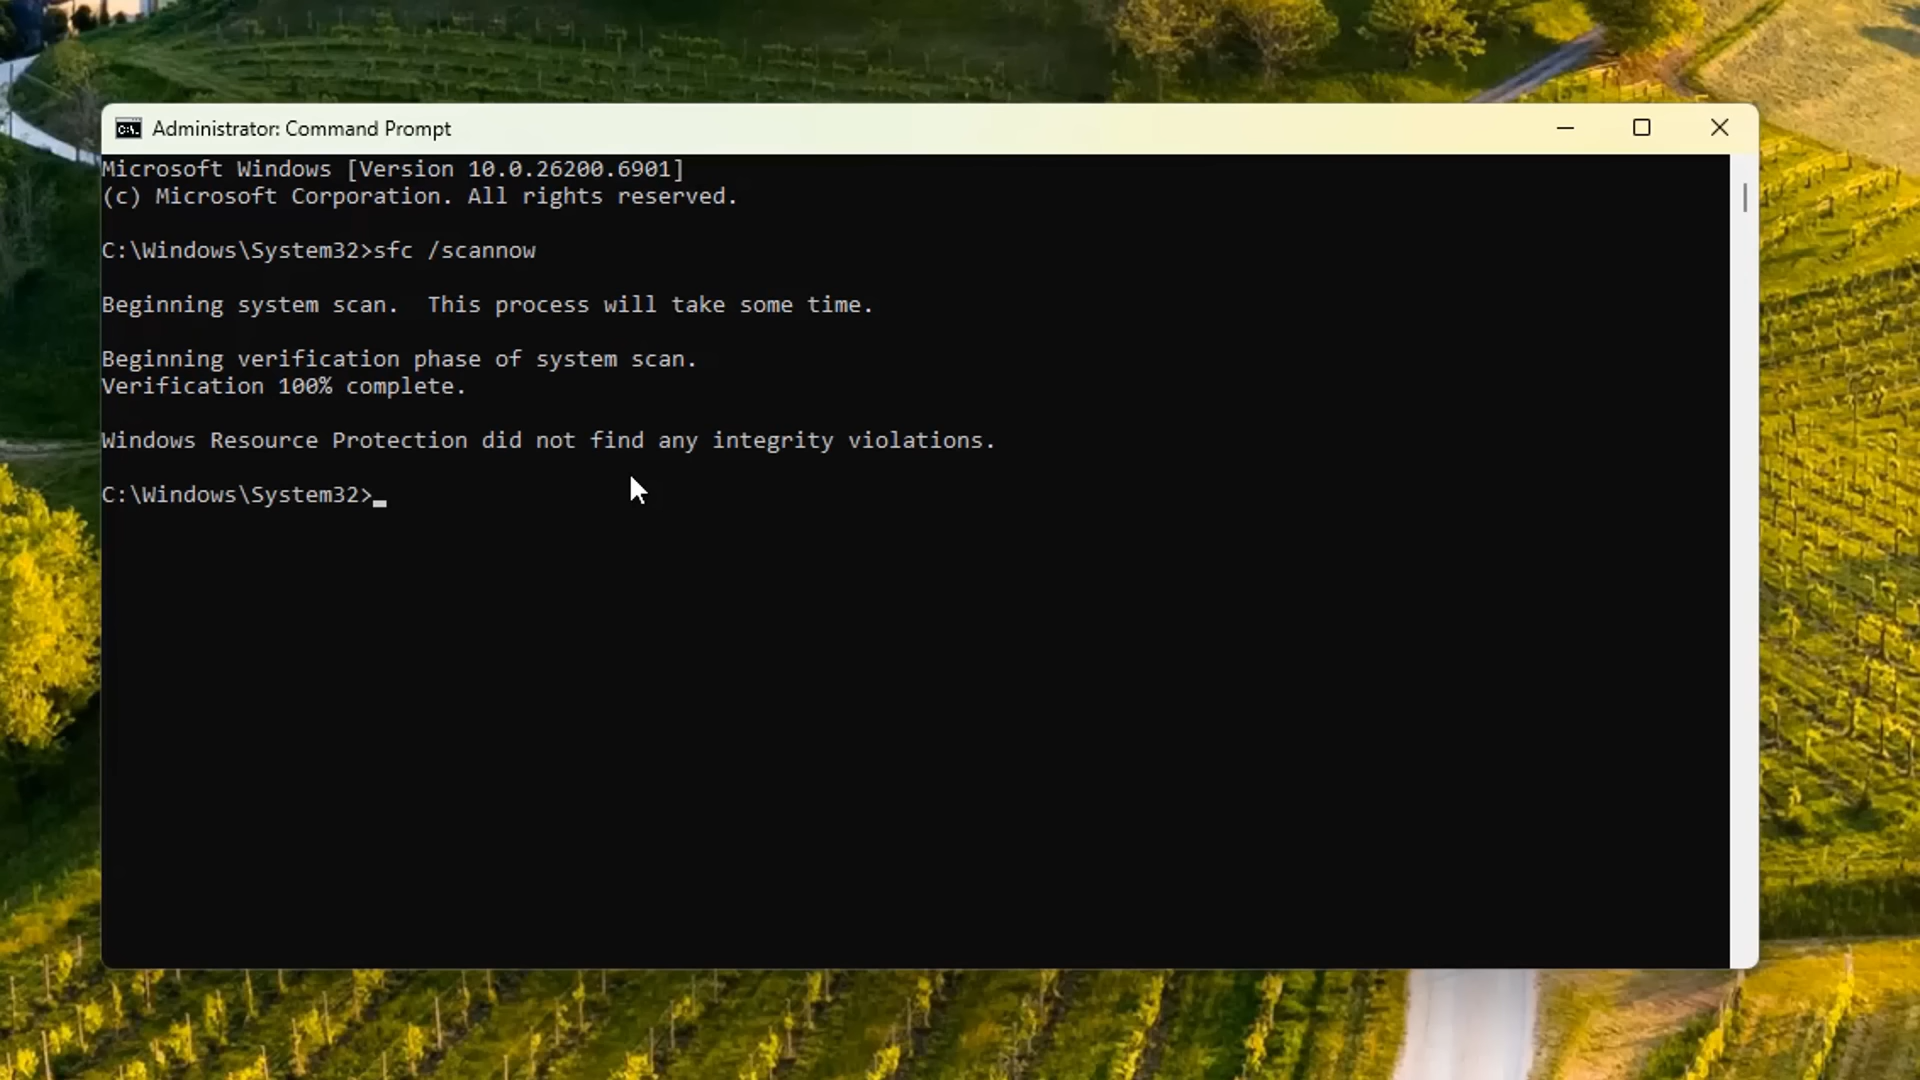 Administrator: Command Prompt
Microsoft Windows [Version 10.0.26200.6901]
(c) Microsoft Corporation. All rights reserved.
C:\Windows\System32>sfc /scannow
Beginning system scan.  This process will take some time.
Beginning verification phase of system scan.
Verification 100% complete.
Windows Resource Protection did not find any integrity violations.
C:\Windows\System32>